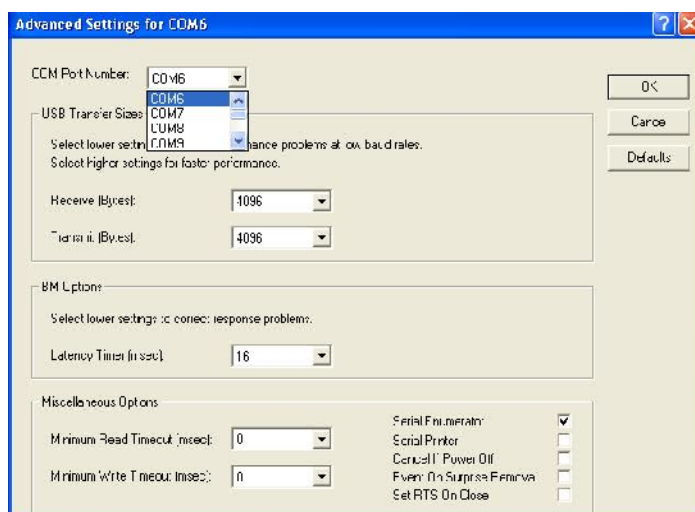 Advanced Settings for COM6
COM Port Number:
COM6
COM6
COM7
COM8
COM9
USB Transfer Sizes
Select lower settin mance problems at low baud rates.
Select higher settings for faster performance.
Receive (Bytes):
4096
Transmit (Bytes):
4096
BM Options
Select lower settings to correct response problems.
Latency Timer (msec):
16
Miscellaneous Options
Minimum Read Timeout (msec):
0
Minimum Write Timeout (msec):
0
Serial Enumerator
Serial Printer
Cancel If Power Off
Event On Surprise Removal
Set RTS On Close
OK
Cancel
Defaults